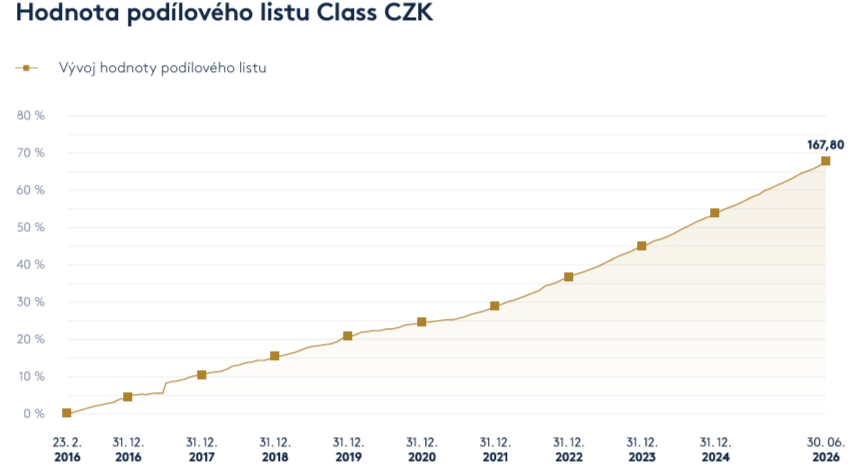 Hodnota podílového listu Class CZK
Vývoj hodnoty podílového listu
80 %
167,80
70 %
60 %
50 %
40 %
30 %
20 %
10 %
0 %
23. 2. 31. 12. 31. 12. 31. 12. 31. 12. 31. 12. 31. 12. 31. 12. 31. 12. 31. 12. 30. 06.
2016 2016 2017 2018 2019 2020 2021 2022 2023 2024 2026